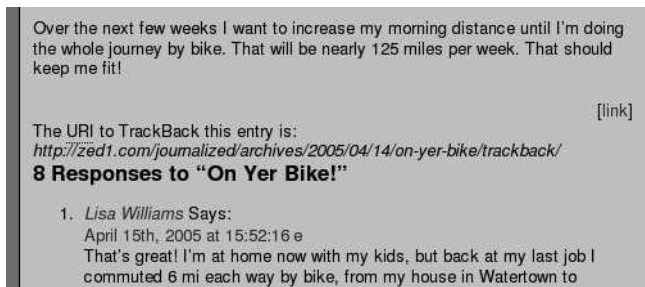 Over the next few weeks I want to increase my morning distance until I'm doing
the whole journey by bike. That will be nearly 125 miles per week. That should
keep me fit!
[link]
The URI to TrackBack this entry is:
http://zed1.com/journalized/archives/2005/04/14/on-yer-bike/trackback/
8 Responses to “On Yer Bike!”
1. Lisa Williams Says:
April 15th, 2005 at 15:52:16 e
That's great! I'm at home now with my kids, but back at my last job I
commuted 6 mi each way by bike, from my house in Watertown to